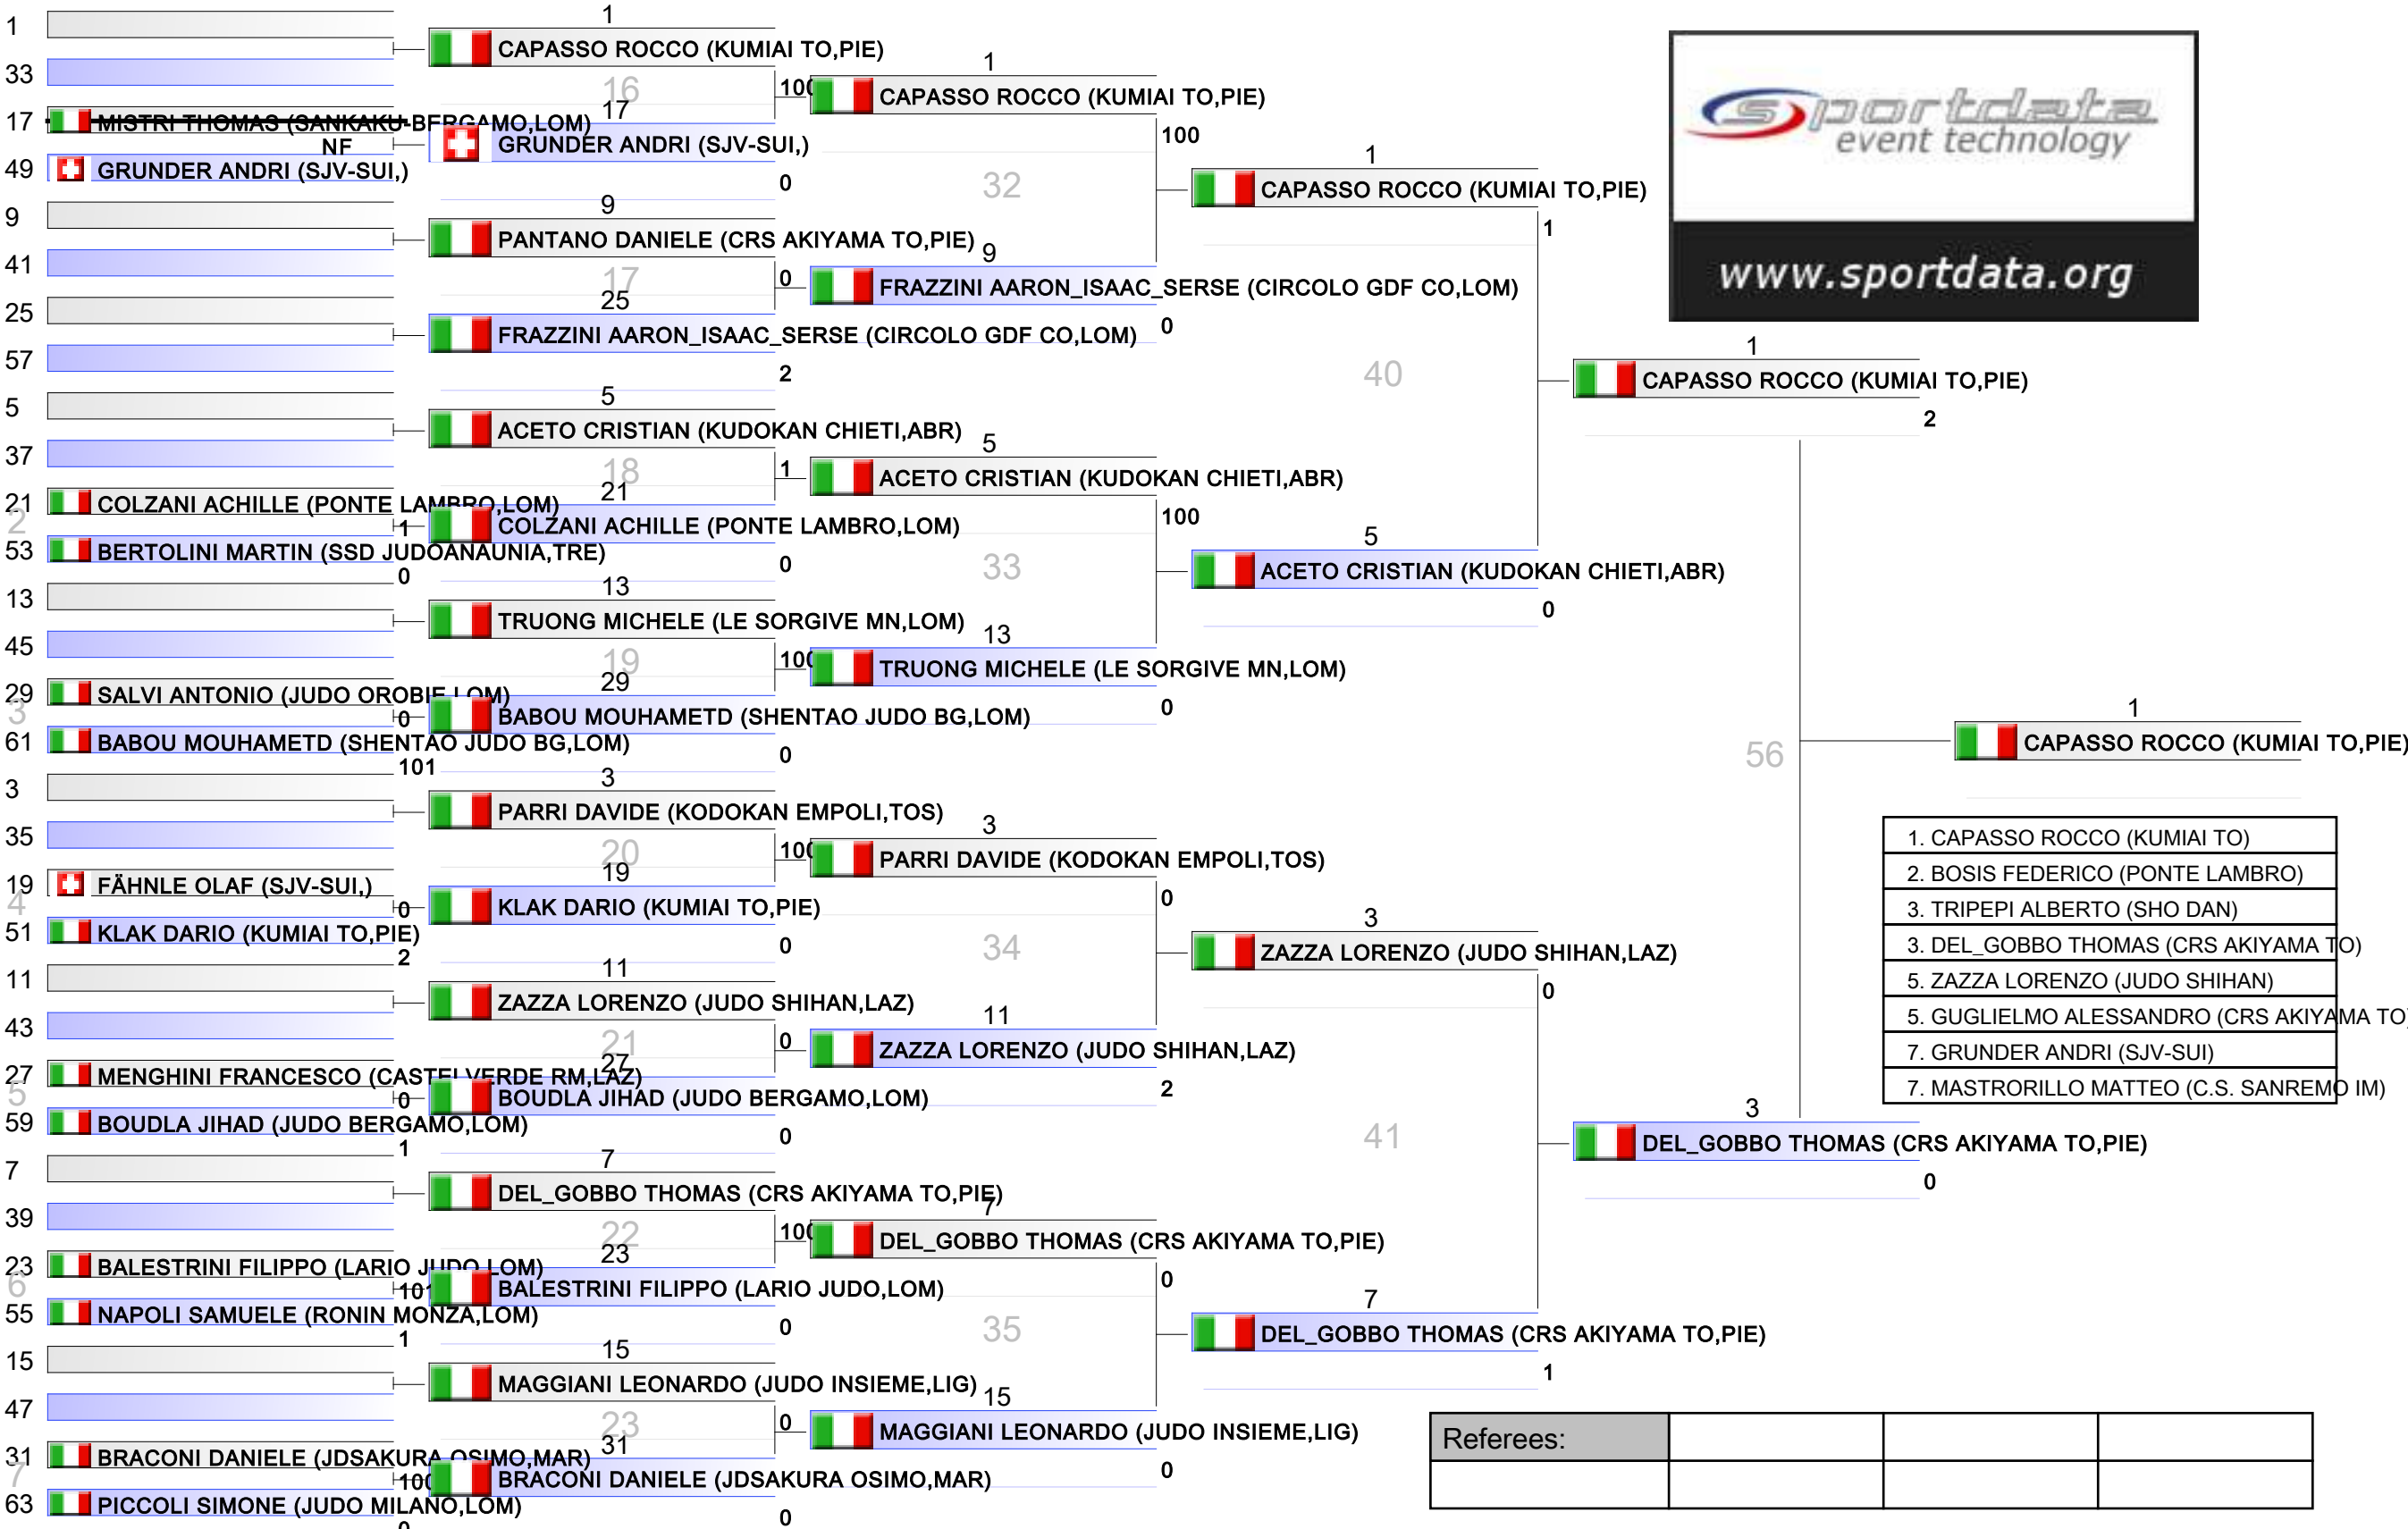 1
33
17 MISTRI THOMAS (SANKAKU-BERGAMO,LOM)
NF
49 GRUNDER ANDRI (SJV-SUI,)
9
41
25
57
5
37
21 COLZANI ACHILLE (PONTE LAMBRO,LOM)
2
1
53 BERTOLINI MARTIN (SSD JUDOANAUNIA,TRE)
0
13
45
29 SALVI ANTONIO (JUDO OROBIE,LOM)
3
0
61 BABOU MOUHAMETD (SHENTAO JUDO BG,LOM)
101
3
35
19 FÄHNLE OLAF (SJV-SUI,)
4
0
51 KLAK DARIO (KUMIAI TO,PIE)
2
11
43
27 MENGHINI FRANCESCO (CASTELVERDE RM,LAZ)
5
0
59 BOUDLA JIHAD (JUDO BERGAMO,LOM)
1
7
39
23 BALESTRINI FILIPPO (LARIO JUDO,LOM)
6
101
55 NAPOLI SAMUELE (RONIN MONZA,LOM)
1
15
47
31 BRACONI DANIELE (JDSAKURA OSIMO,MAR)
7
100
63 PICCOLI SIMONE (JUDO MILANO,LOM)
0
1
CAPASSO ROCCO (KUMIAI TO,PIE)
16
100
17
GRUNDER ANDRI (SJV-SUI,)
0
9
PANTANO DANIELE (CRS AKIYAMA TO,PIE)
17
0
25
FRAZZINI AARON_ISAAC_SERSE (CIRCOLO GDF CO,LOM)
2
5
ACETO CRISTIAN (KUDOKAN CHIETI,ABR)
18
1
21
COLZANI ACHILLE (PONTE LAMBRO,LOM)
0
13
TRUONG MICHELE (LE SORGIVE MN,LOM)
19
100
29
BABOU MOUHAMETD (SHENTAO JUDO BG,LOM)
0
3
PARRI DAVIDE (KODOKAN EMPOLI,TOS)
20
100
19
KLAK DARIO (KUMIAI TO,PIE)
0
11
ZAZZA LORENZO (JUDO SHIHAN,LAZ)
21
0
27
BOUDLA JIHAD (JUDO BERGAMO,LOM)
0
7
DEL_GOBBO THOMAS (CRS AKIYAMA TO,PIE)
22
100
23
BALESTRINI FILIPPO (LARIO JUDO,LOM)
0
15
MAGGIANI LEONARDO (JUDO INSIEME,LIG)
23
0
31
BRACONI DANIELE (JDSAKURA OSIMO,MAR)
0
1
CAPASSO ROCCO (KUMIAI TO,PIE)
100
32
9
FRAZZINI AARON_ISAAC_SERSE (CIRCOLO GDF CO,LOM)
0
5
ACETO CRISTIAN (KUDOKAN CHIETI,ABR)
100
33
13
TRUONG MICHELE (LE SORGIVE MN,LOM)
0
3
PARRI DAVIDE (KODOKAN EMPOLI,TOS)
0
34
11
ZAZZA LORENZO (JUDO SHIHAN,LAZ)
2
7
DEL_GOBBO THOMAS (CRS AKIYAMA TO,PIE)
0
35
15
MAGGIANI LEONARDO (JUDO INSIEME,LIG)
0
1
CAPASSO ROCCO (KUMIAI TO,PIE)
1
40
5
ACETO CRISTIAN (KUDOKAN CHIETI,ABR)
0
3
ZAZZA LORENZO (JUDO SHIHAN,LAZ)
0
41
7
DEL_GOBBO THOMAS (CRS AKIYAMA TO,PIE)
1
sportdata
event technology
www.sportdata.org
1
CAPASSO ROCCO (KUMIAI TO,PIE)
2
56
3
DEL_GOBBO THOMAS (CRS AKIYAMA TO,PIE)
0
1
CAPASSO ROCCO (KUMIAI TO,PIE)
1. CAPASSO ROCCO (KUMIAI TO)
2. BOSIS FEDERICO (PONTE LAMBRO)
3. TRIPEPI ALBERTO (SHO DAN)
3. DEL_GOBBO THOMAS (CRS AKIYAMA TO)
5. ZAZZA LORENZO (JUDO SHIHAN)
5. GUGLIELMO ALESSANDRO (CRS AKIYAMA TO)
7. GRUNDER ANDRI (SJV-SUI)
7. MASTRORILLO MATTEO (C.S. SANREMO IM)
Referees: